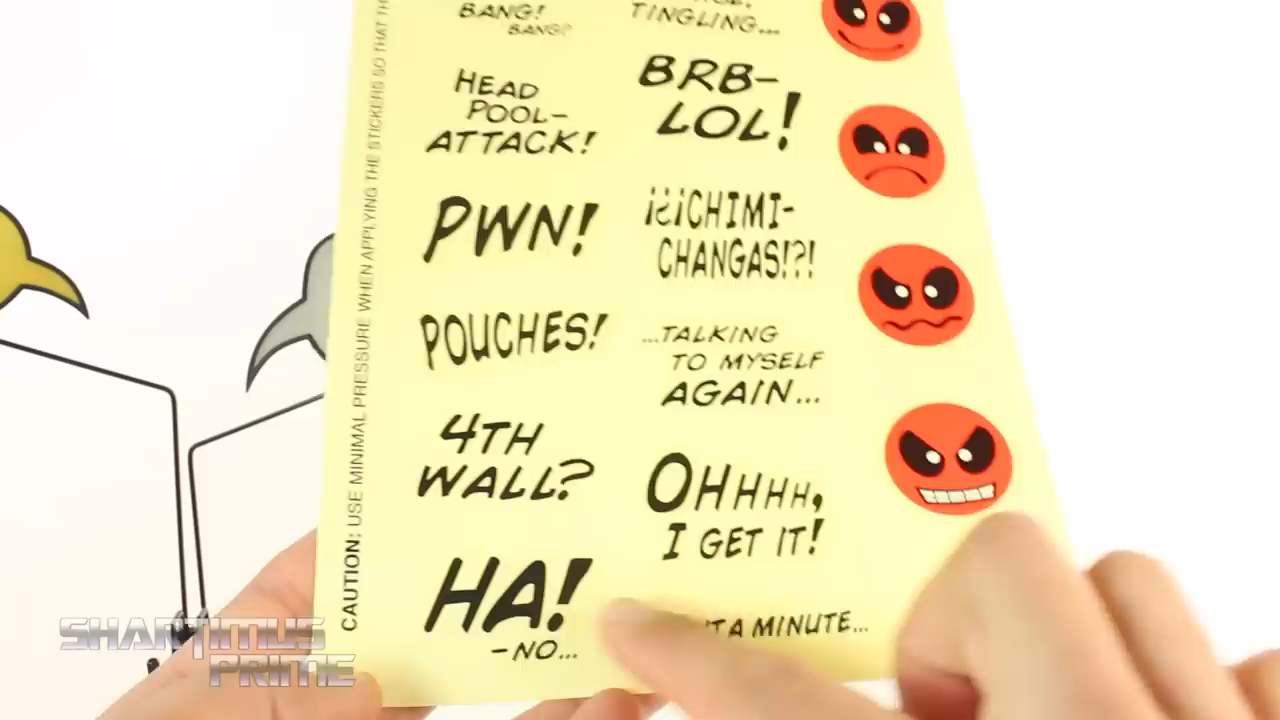 BANG!
BANG?
TINGLING...
HEAD
POOL-
ATTACK!
BRB-
LOL!
PWN!
¡¿¡CHIMI-
CHANGAS!?!
POUCHES!
...TALKING
TO MYSELF
AGAIN...
4TH
WALL?
OHHHH,
I GET IT!
HA!
-NO...
A MINUTE...
CAUTION: USE MINIMAL PRESSURE WHEN APPLYING THE STICKERS SO THAT
SHARTIMUS
PRIME